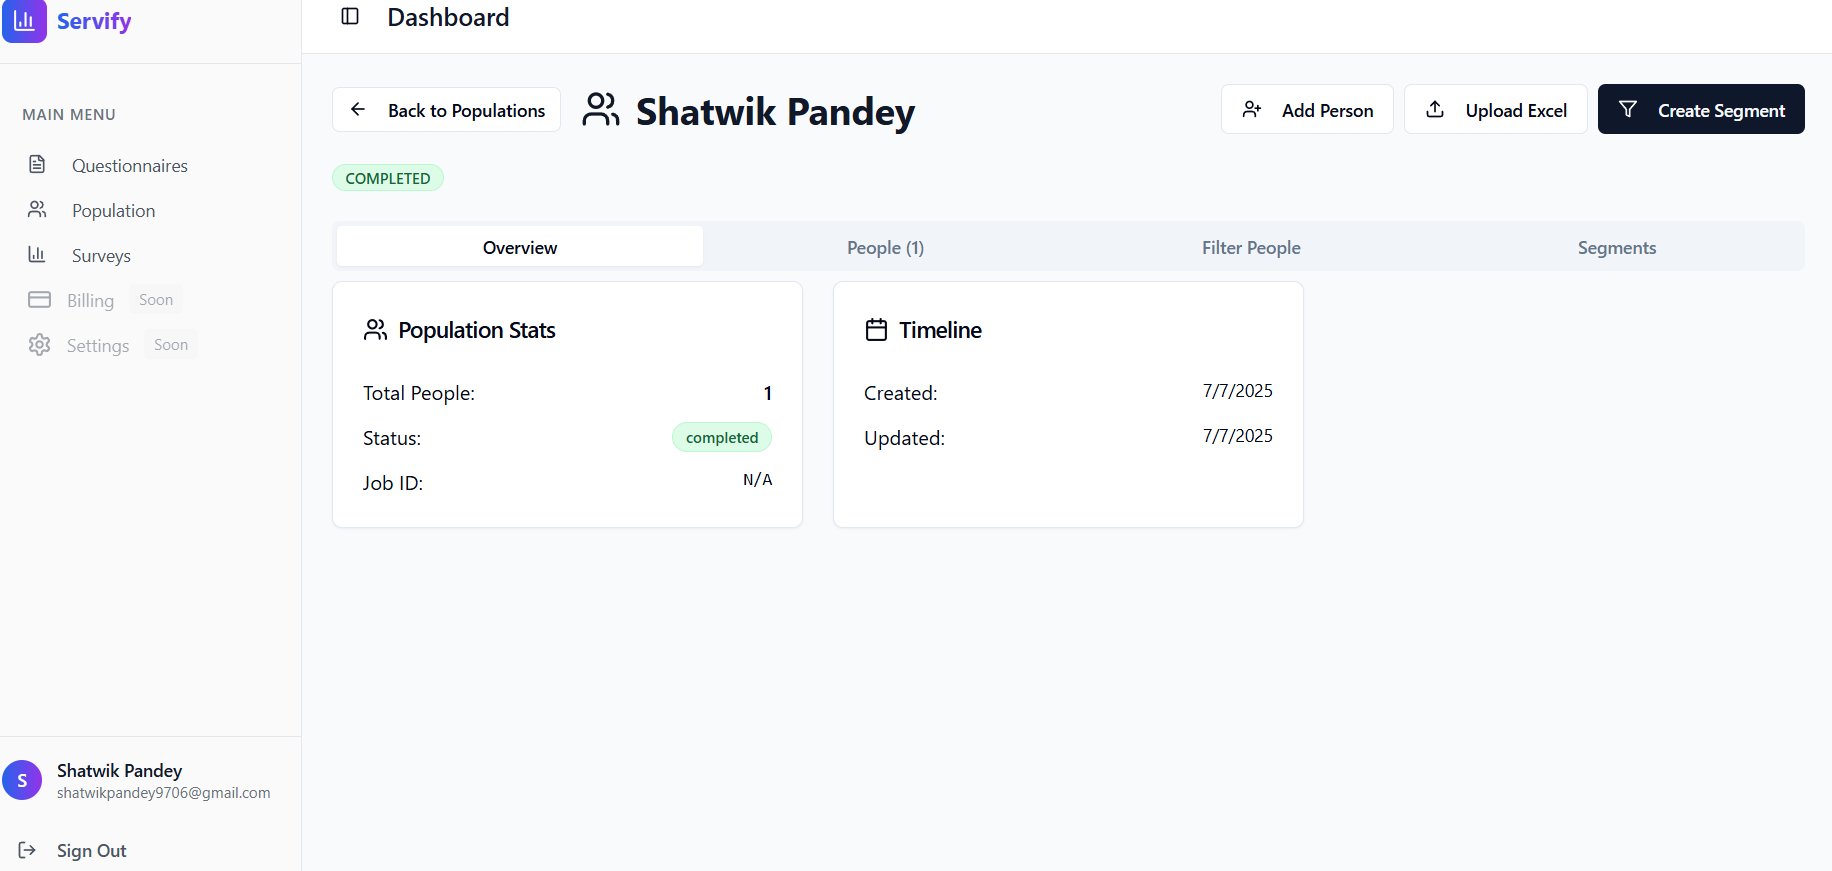 Servify
MAIN MENU
Questionnaires
Population
Surveys
Billing Soon
Settings Soon
Shatwik Pandey
shatwikpandey9706@gmail.com
Sign Out
Dashboard
Back to Populations
Shatwik Pandey
Add Person
Upload Excel
Create Segment
COMPLETED
Overview
People (1)
Filter People
Segments
Population Stats
Total People: 1
Status: completed
Job ID: N/A
Timeline
Created: 7/7/2025
Updated: 7/7/2025
S